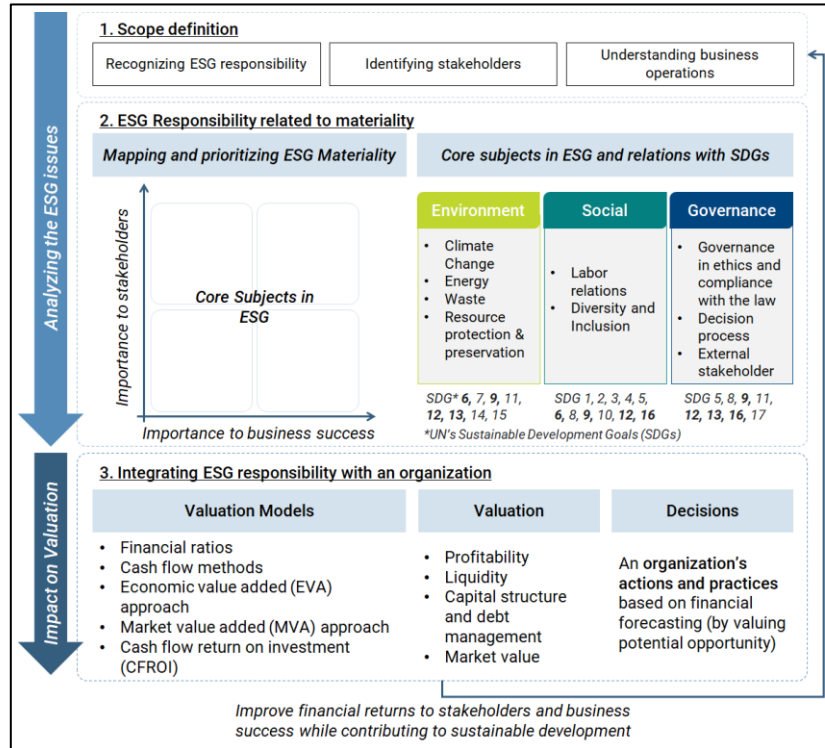 1. Scope definition
Recognizing ESG responsibility
Identifying stakeholders
Understanding business
operations
Analyzing the ESG issues
2. ESG Responsibility related to materiality
Mapping and prioritizing ESG Materiality
Importance to stakeholders
Core Subjects in
ESG
Importance to business success
Core subjects in ESG and relations with SDGs
Environment
• Climate
Change
• Energy
• Waste
• Resource
protection &
preservation
SDG* 6, 7, 9, 11,
12, 13, 14, 15
Social
• Labor
relations
• Diversity and
Inclusion
SDG 1, 2, 3, 4, 5,
6, 8, 9, 10, 12, 16
Governance
• Governance
in ethics and
compliance
with the law
• Decision
process
• External
stakeholder
SDG 5, 8, 9, 11,
12, 13, 16, 17
*UN's Sustainable Development Goals (SDGs)
Impact on Valuation
3. Integrating ESG responsibility with an organization
Valuation Models
• Financial ratios
• Cash flow methods
• Economic value added (EVA)
approach
• Market value added (MVA) approach
• Cash flow return on investment
(CFROI)
Valuation
• Profitability
• Liquidity
• Capital structure
and debt
management
• Market value
Decisions
An organization's
actions and practices
based on financial
forecasting (by valuing
potential opportunity)
Improve financial returns to stakeholders and business
success while contributing to sustainable development